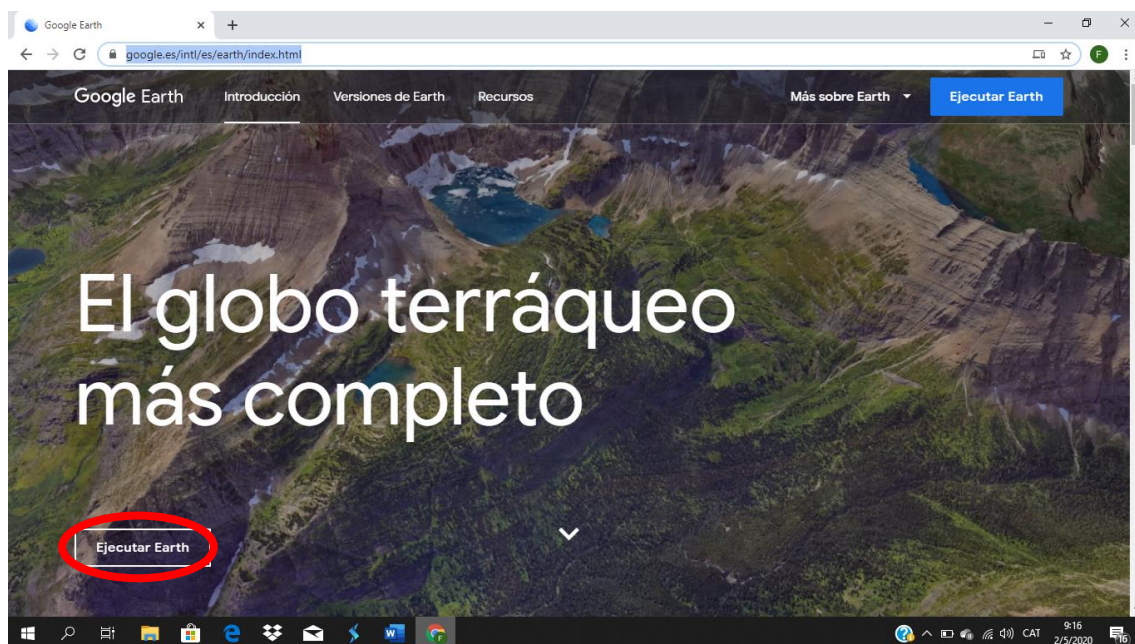 Google Earth
google.es/intl/es/earth/index.html
F
Google Earth Introducción Versiones de Earth Recursos Más sobre Earth Ejecutar Earth
El globo terráqueo
más completo
Ejecutar Earth
CAT
9:16
2/5/2020
16